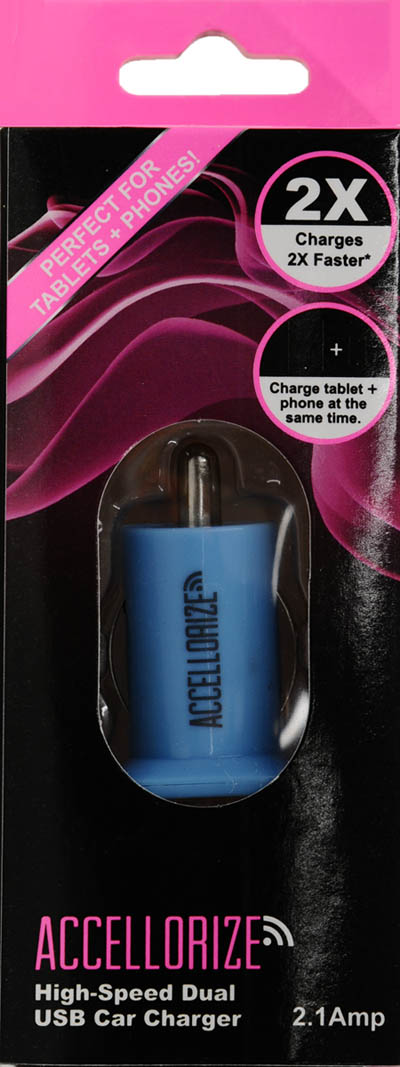 PERFECT FOR
TABLETS + PHONES!
2X
Charges
2X Faster*
+
Charge tablet +
phone at the
same time.
ACCELLORIZE
ACCELLORIZE
High-Speed Dual
USB Car Charger
2.1Amp